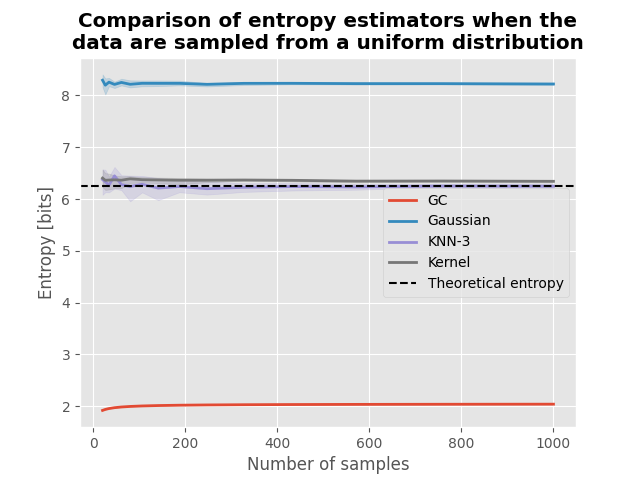 Comparison of entropy estimators when the
data are sampled from a uniform distribution
Entropy [bits]
8
7
6
5
4
3
2
GC
Gaussian
KNN-3
Kernel
Theoretical entropy
0
200
400
600
800
1000
Number of samples